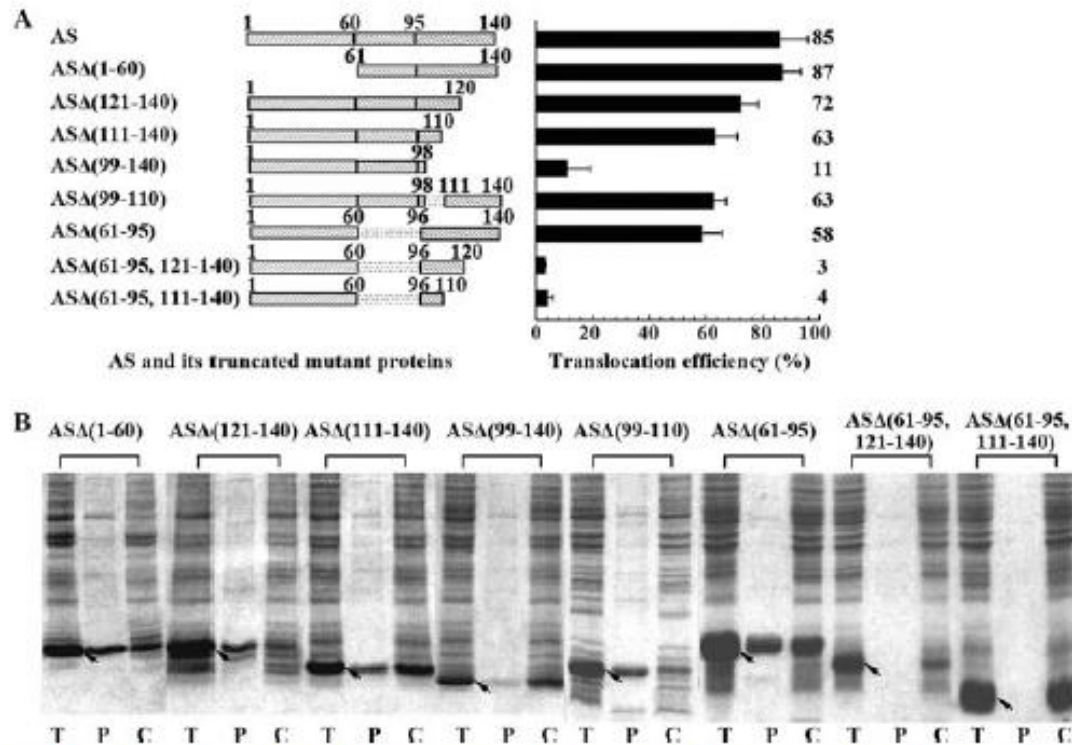 A
1 60 95 140
AS 85
61 140
ASΔ(1-60) 87
1 120
ASΔ(121-140) 72
1 110
ASΔ(111-140) 63
1 98
ASΔ(99-140) 11
1 98 111 140
ASΔ(99-110) 63
1 60 96 140
ASΔ(61-95) 58
1 60 96 120
ASΔ(61-95, 121-140) 3
1 60 96 110
ASΔ(61-95, 111-140) 4
0 20 40 60 80 100
AS and its truncated mutant proteins Translocation efficiency (%)
B
ASΔ(1-60) ASΔ(121-140) ASΔ(111-140) ASΔ(99-140) ASΔ(99-110) ASΔ(61-95) ASΔ(61-95, 121-140) ASΔ(61-95, 111-140)
T P C T P C T P C T P C T P C T P C T P C T P C